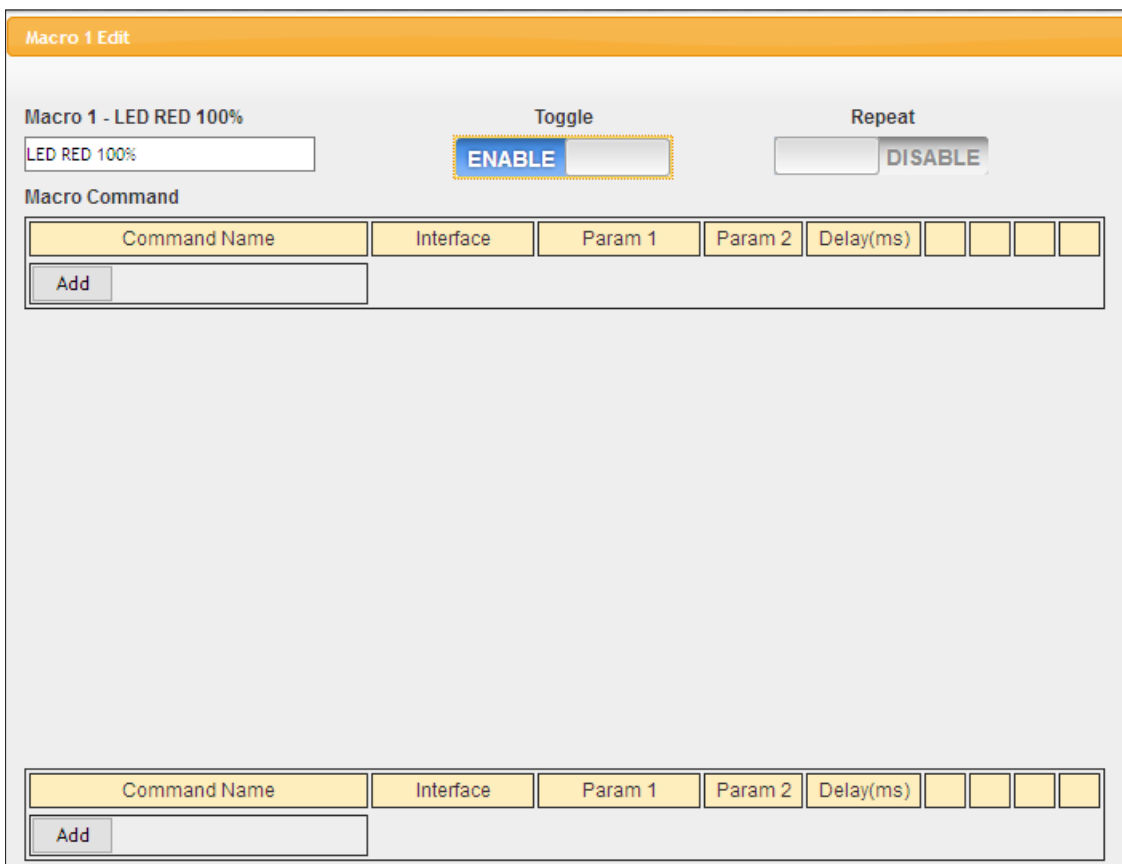 Macro 1 Edit
Macro 1 - LED RED 100% Toggle Repeat
LED RED 100% ENABLE DISABLE
Macro Command
Command Name Interface Param 1 Param 2 Delay(ms)
Add
Command Name Interface Param 1 Param 2 Delay(ms)
Add